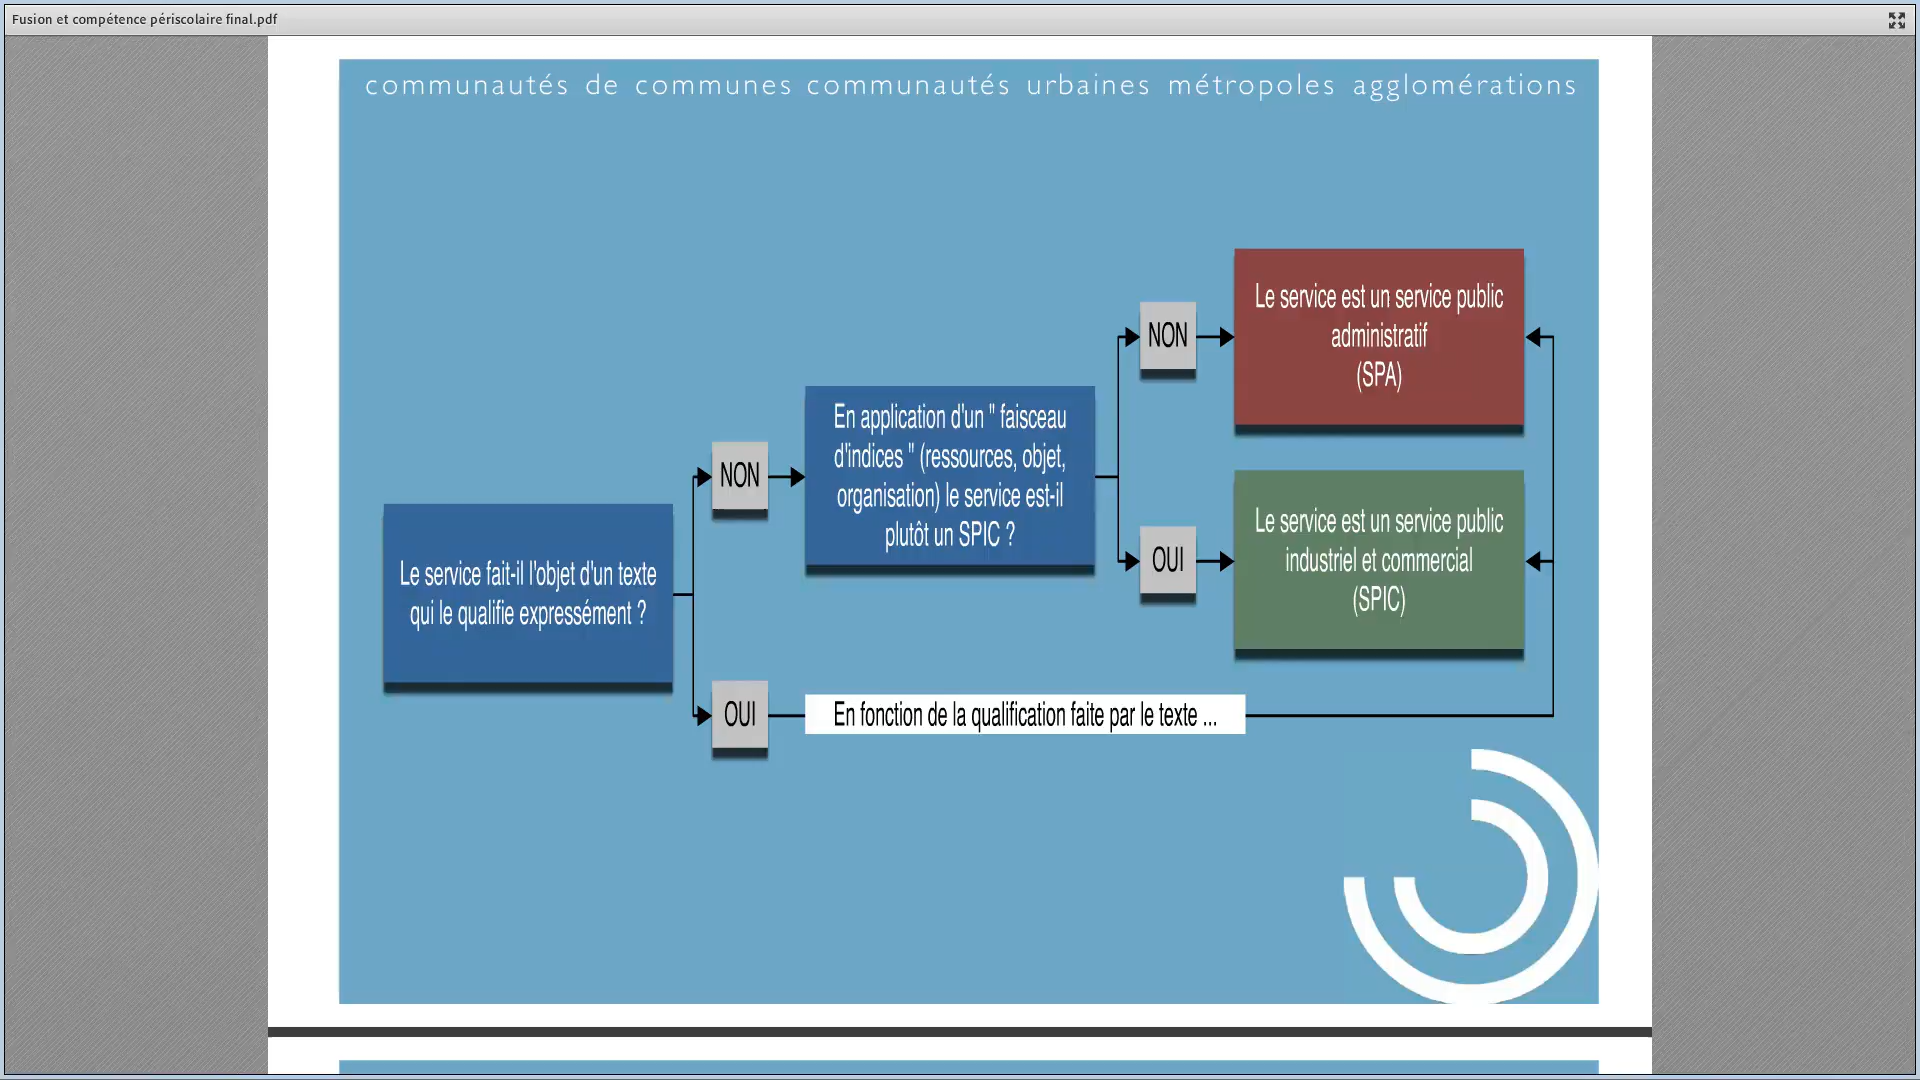 Fusion et compétence périscolaire final.pdf
communautés de communes communautés urbaines métropoles agglomérations
Le service fait-il l'objet d'un texte
qui le qualifie expressément ?
NON
En application d'un " faisceau
d'indices " (ressources, objet,
organisation) le service est-il
plutôt un SPIC ?
NON
Le service est un service public
administratif
(SPA)
OUI
Le service est un service public
industriel et commercial
(SPIC)
OUI
En fonction de la qualification faite par le texte ...